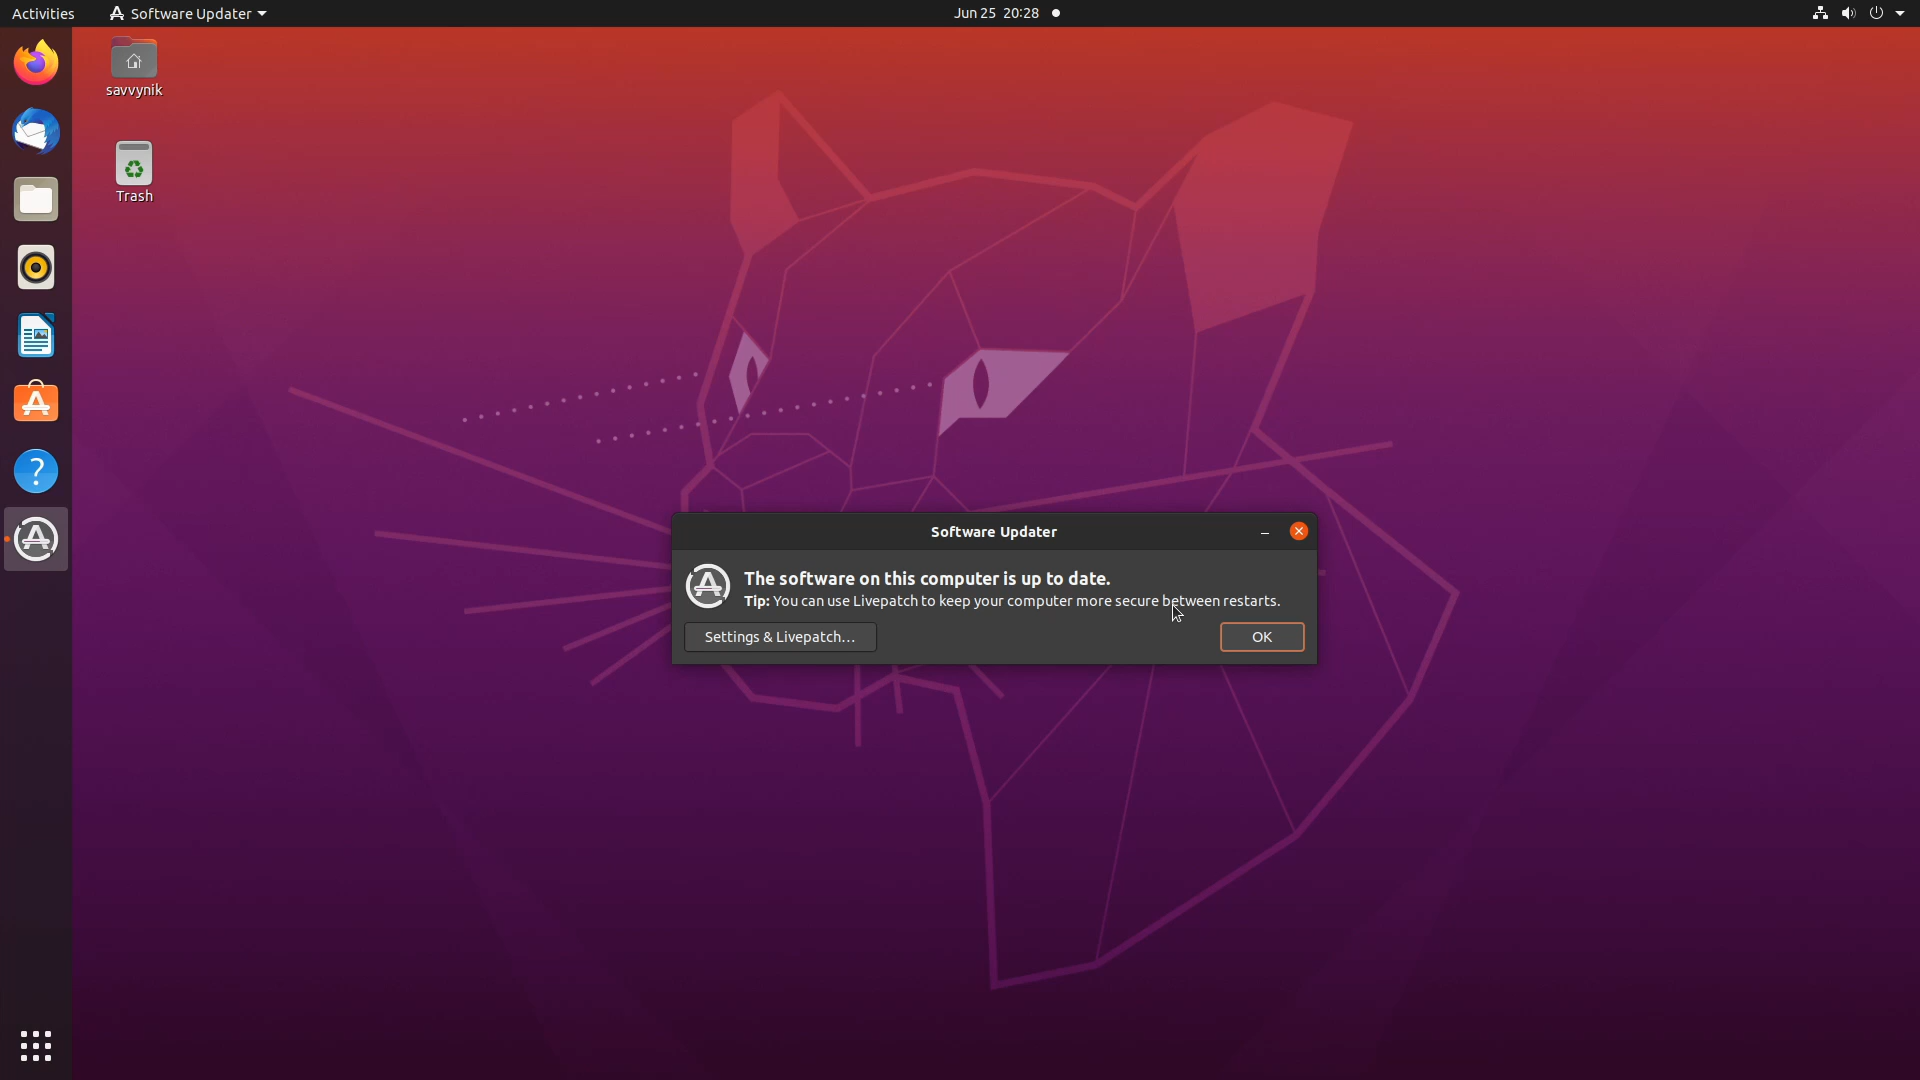 Activities
Software Updater
Jun 25 20:28
savvynik
Trash
Software Updater
The software on this computer is up to date.
Tip: You can use Livepatch to keep your computer more secure between restarts.
Settings & Livepatch...
OK